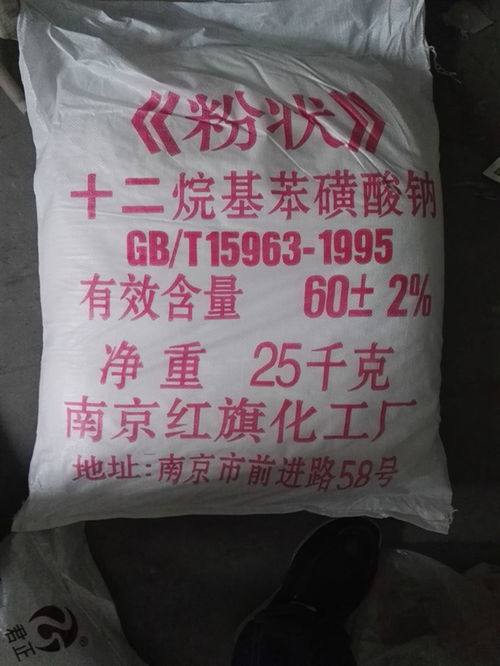 《粉状》
十二烷基苯磺酸钠
GB/T15963-1995
有效含量 60±2%
净重 25千克
南京红旗化工厂
地址:南京市前进路58号
君正®